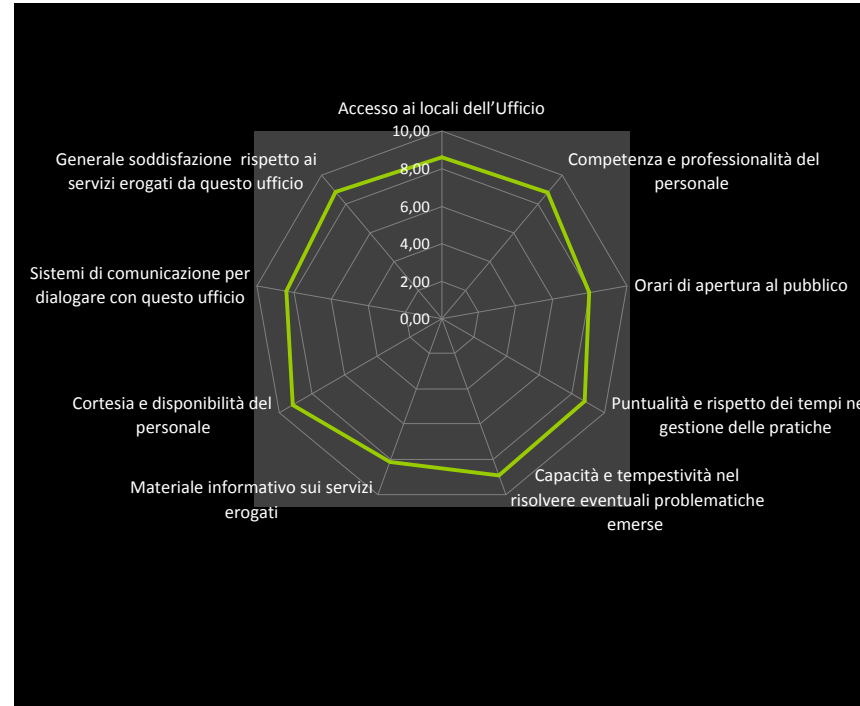 Accesso ai locali dell'Ufficio
10,00
8,00
6,00
4,00
2,00
0,00
Competenza e professionalità del
personale
Orari di apertura al pubblico
Puntualità e rispetto dei tempi ne
gestione delle pratiche
Capacità e tempestività nel
risolvere eventuali problematiche
emerse
Materiale informativo sui servizi
erogati
Cortesia e disponibilità del
personale
Sistemi di comunicazione per
dialogare con questo ufficio
Generale soddisfazione rispetto ai
servizi erogati da questo ufficio